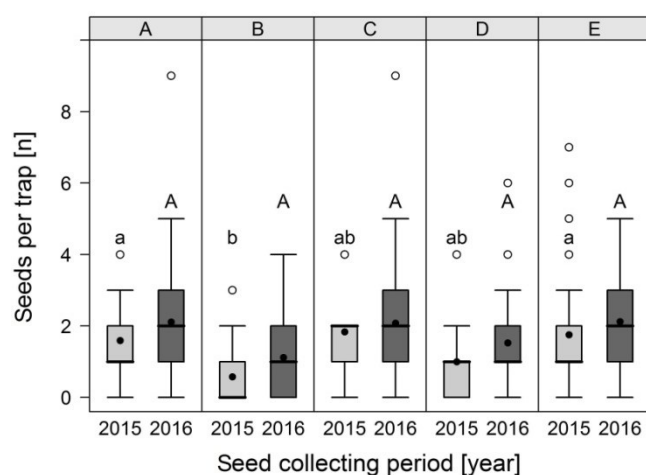 A B C D E
8
6 A A A A A
4 a b ab ab a
2
0
2015 2016 2015 2016 2015 2016 2015 2016 2015 2016
Seeds per trap [n]
Seed collecting period [year]